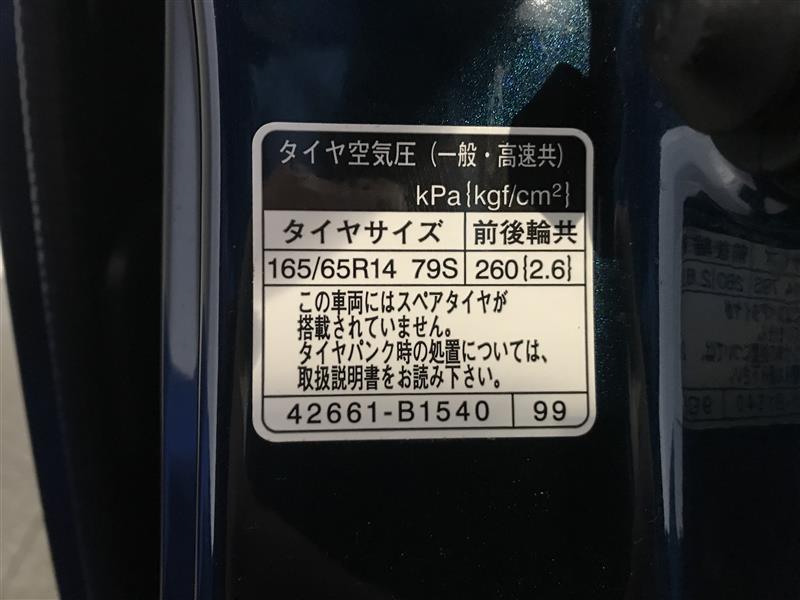 タイヤ空気圧（一般・高速共）
kPa{kgf/cm²}
タイヤサイズ 前後輪共
165/65R14 79S 260{2.6}
この車両にはスペアタイヤが
搭載されていません。
タイヤパンク時の処置については、
取扱説明書をお読み下さい。
42661-B1540 99